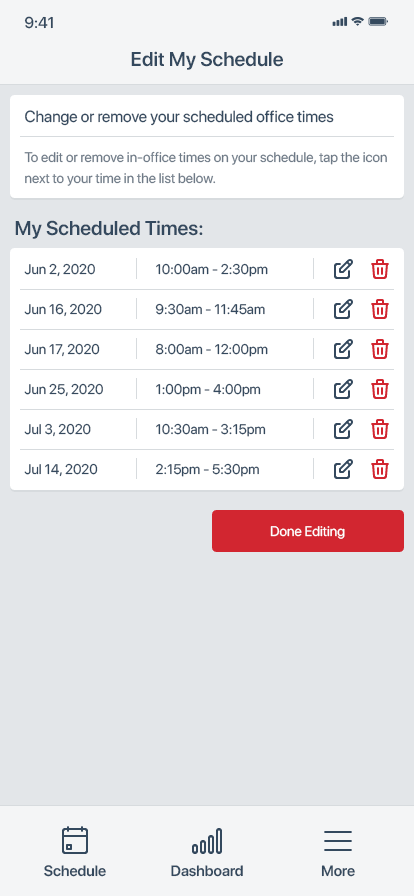 9:41
Edit My Schedule
Change or remove your scheduled office times
To edit or remove in-office times on your schedule, tap the icon
next to your time in the list below.
My Scheduled Times:
Jun 2, 2020 10:00am - 2:30pm
Jun 16, 2020 9:30am - 11:45am
Jun 17, 2020 8:00am - 12:00pm
Jun 25, 2020 1:00pm - 4:00pm
Jul 3, 2020 10:30am - 3:15pm
Jul 14, 2020 2:15pm - 5:30pm
Done Editing
Schedule Dashboard More